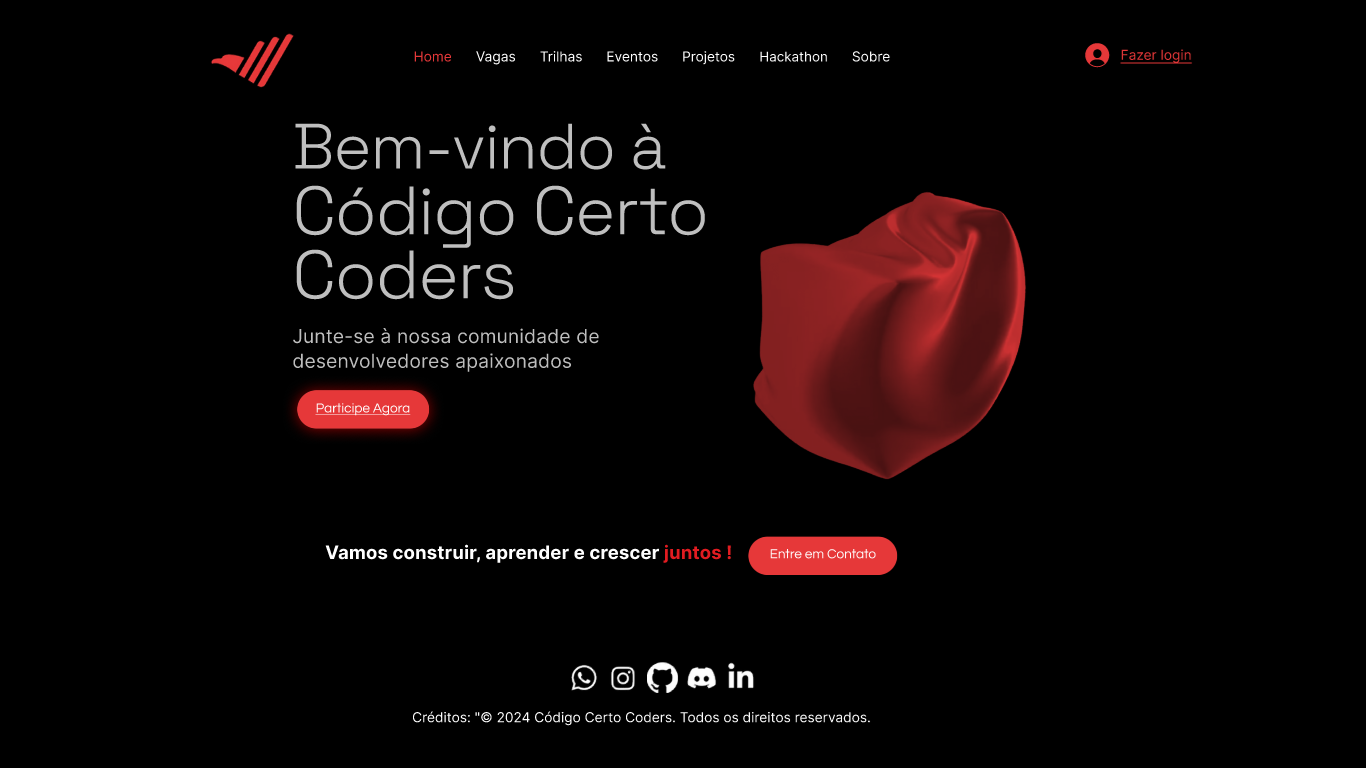 Home Vagas Trilhas Eventos Projetos Hackathon Sobre Fazer login
Bem-vindo à
Código Certo
Coders
Junte-se à nossa comunidade de
desenvolvedores apaixonados
Participe Agora
Vamos construir, aprender e crescer juntos ! Entre em Contato
in
Créditos: "© 2024 Código Certo Coders. Todos os direitos reservados.